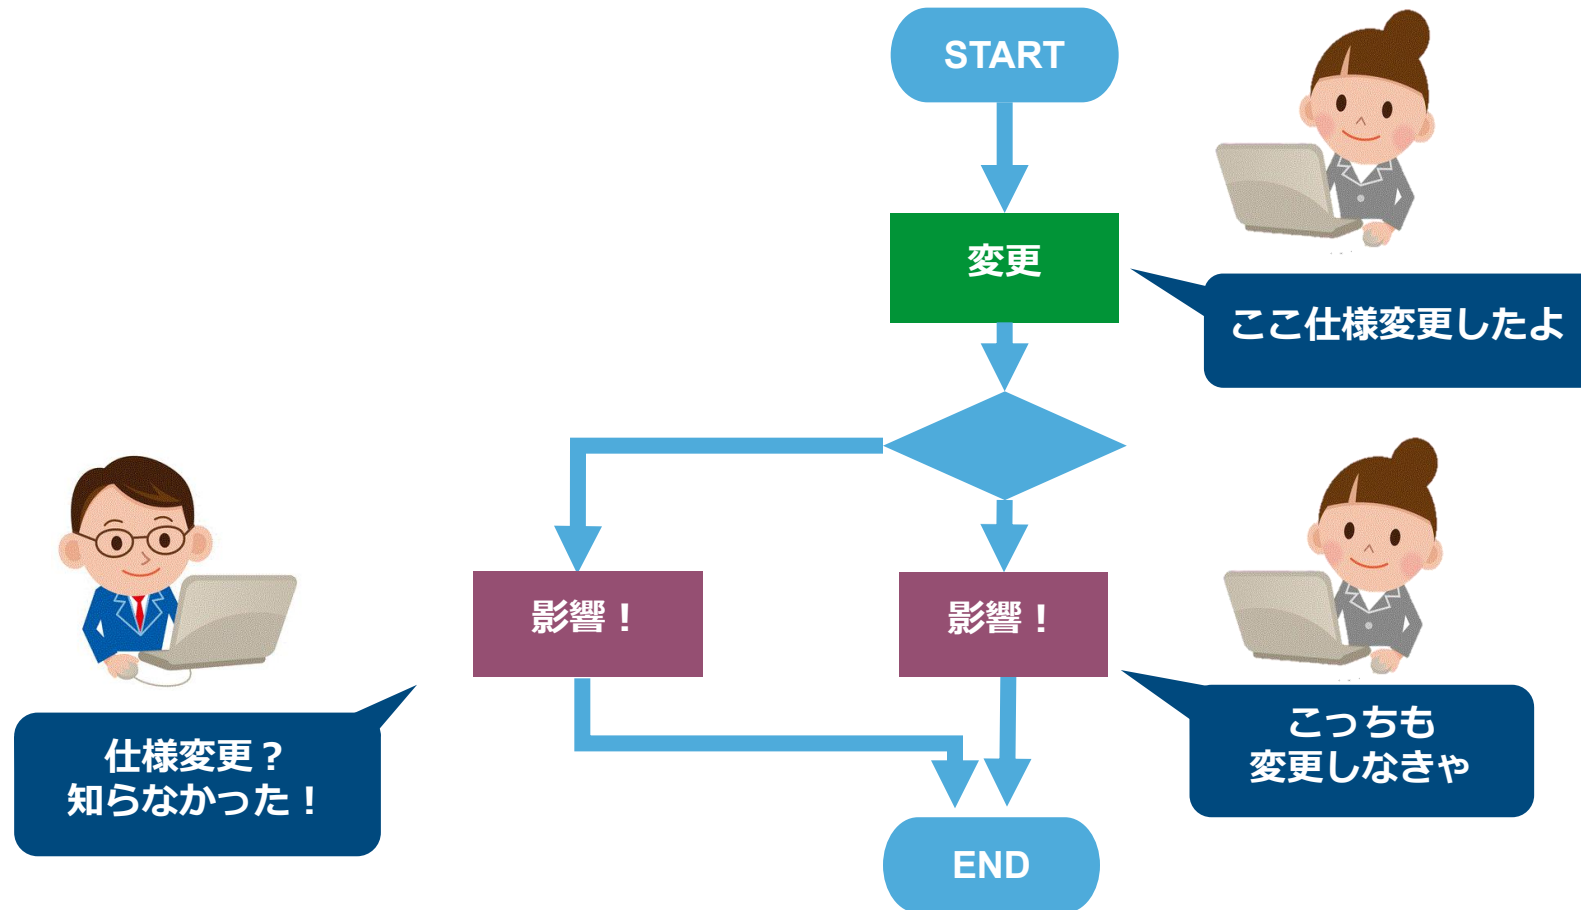 START
変更
ここ仕様変更したよ
影響！
影響！
仕様変更？
知らなかった！
こっちも
変更しなきゃ
END